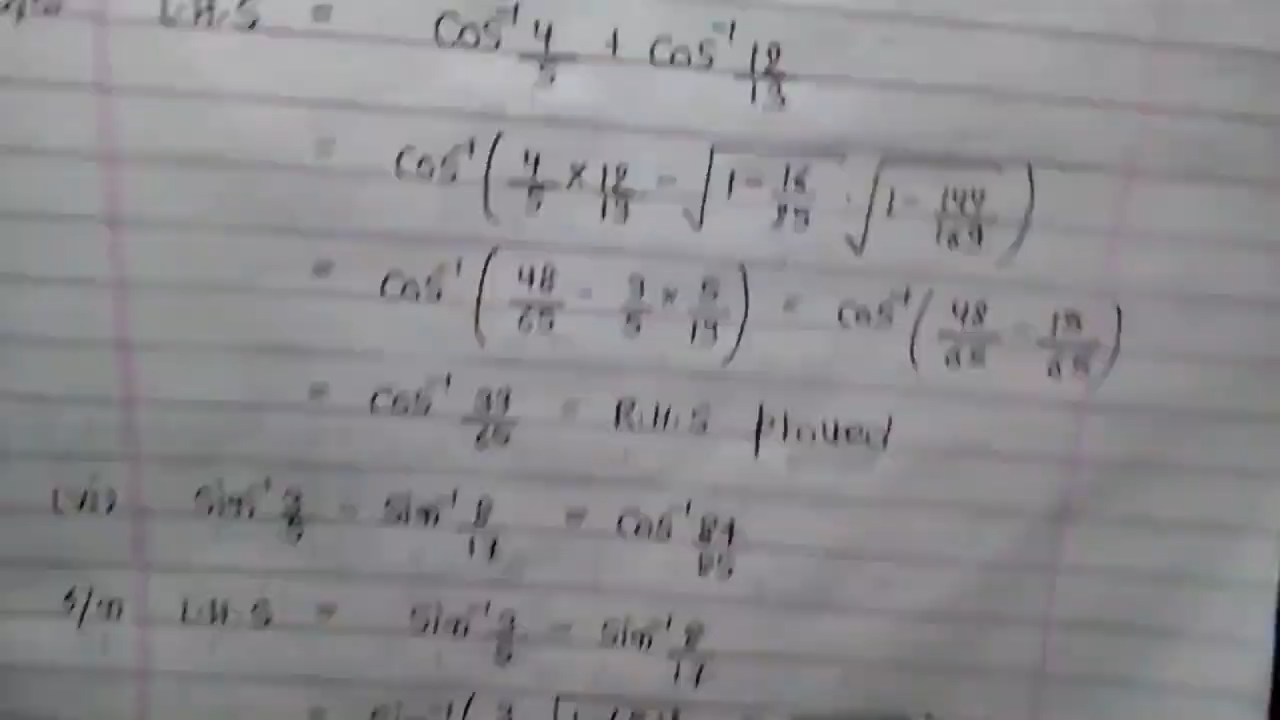 L.H.S = Cos⁻¹ 4/5 + Cos⁻¹ 12/13
= Cos⁻¹ ( 4/5 × 12/13 - √(1 - 16/25) · √(1 - 144/169) )
= Cos⁻¹ ( 48/65 - 3/5 × 5/13 ) = Cos⁻¹ ( 48/65 - 15/65 )
= Cos⁻¹ 33/65 = R.H.S Proved
(vii) Sin⁻¹ 3/5 - Sin⁻¹ 8/17 = Cos⁻¹ 84/85
S/n L.H.S = Sin⁻¹ 3/5 - Sin⁻¹ 8/17